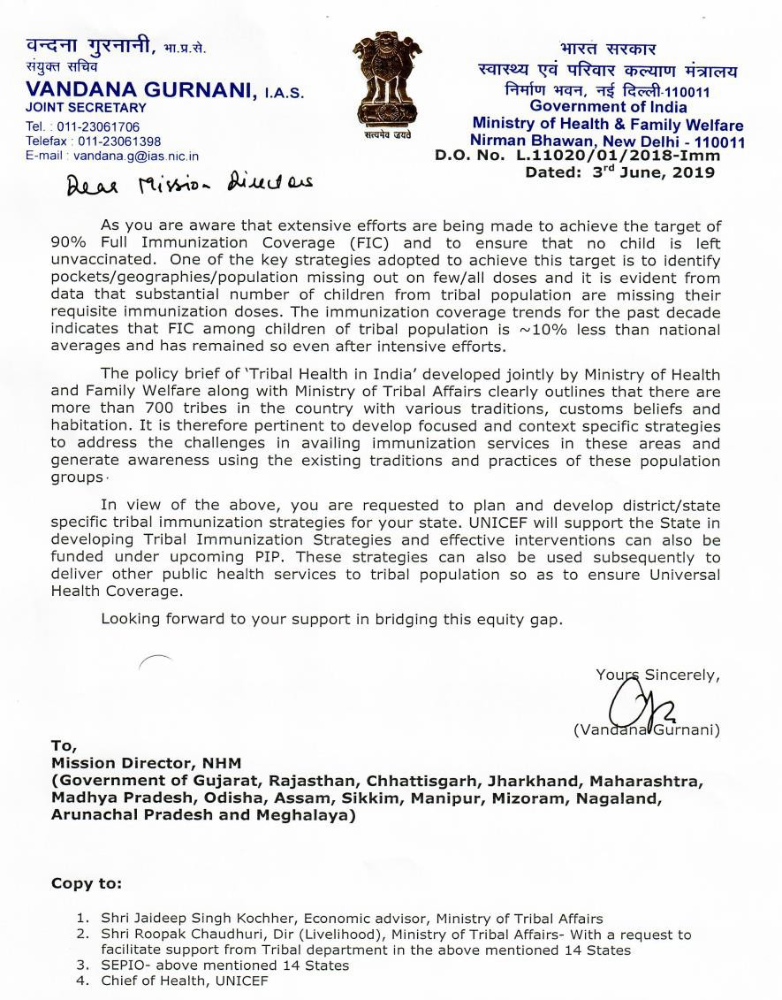 वन्दना गुरनानी, भा.प्र.से.
संयुक्त सचिव
VANDANA GURNANI, I.A.S.
JOINT SECRETARY
Tel. : 011-23061706
Telefax : 011-23061398
E-mail : vandana.g@ias.nic.in
सत्यमेव जयते
भारत सरकार
स्वास्थ्य एवं परिवार कल्याण मंत्रालय
निर्माण भवन, नई दिल्ली-110011
Government of India
Ministry of Health & Family Welfare
Nirman Bhawan, New Delhi - 110011
D.O. No. L.11020/01/2018-Imm
Dated: 3rd June, 2019
Dear Mission Directors
As you are aware that extensive efforts are being made to achieve the target of
90% Full Immunization Coverage (FIC) and to ensure that no child is left
unvaccinated. One of the key strategies adopted to achieve this target is to identify
pockets/geographies/population missing out on few/all doses and it is evident from
data that substantial number of children from tribal population are missing their
requisite immunization doses. The immunization coverage trends for the past decade
indicates that FIC among children of tribal population is ~10% less than national
averages and has remained so even after intensive efforts.
The policy brief of 'Tribal Health in India' developed jointly by Ministry of Health
and Family Welfare along with Ministry of Tribal Affairs clearly outlines that there are
more than 700 tribes in the country with various traditions, customs beliefs and
habitation. It is therefore pertinent to develop focused and context specific strategies
to address the challenges in availing immunization services in these areas and
generate awareness using the existing traditions and practices of these population
groups.
In view of the above, you are requested to plan and develop district/state
specific tribal immunization strategies for your state. UNICEF will support the State in
developing Tribal Immunization Strategies and effective interventions can also be
funded under upcoming PIP. These strategies can also be used subsequently to
deliver other public health services to tribal population so as to ensure Universal
Health Coverage.
Looking forward to your support in bridging this equity gap.
Yours Sincerely,
(Vandana Gurnani)
To,
Mission Director, NHM
(Government of Gujarat, Rajasthan, Chhattisgarh, Jharkhand, Maharashtra,
Madhya Pradesh, Odisha, Assam, Sikkim, Manipur, Mizoram, Nagaland,
Arunachal Pradesh and Meghalaya)
Copy to:
1. Shri Jaideep Singh Kochher, Economic advisor, Ministry of Tribal Affairs
2. Shri Roopak Chaudhuri, Dir (Livelihood), Ministry of Tribal Affairs- With a request to
facilitate support from Tribal department in the above mentioned 14 States
3. SEPIO- above mentioned 14 States
4. Chief of Health, UNICEF